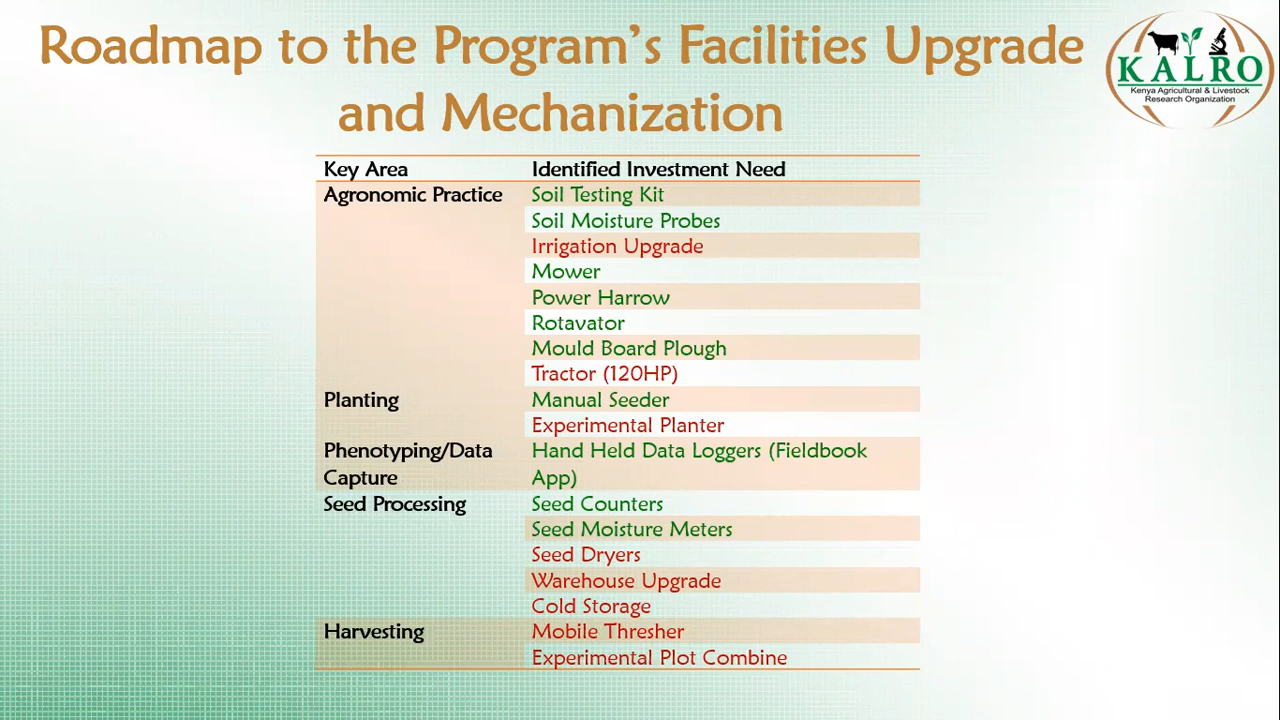 Roadmap to the Program's Facilities Upgrade
and Mechanization
KALRO
Kenya Agricultural & Livestock
Research Organization
Key Area Identified Investment Need
Agronomic Practice Soil Testing Kit
Soil Moisture Probes
Irrigation Upgrade
Mower
Power Harrow
Rotavator
Mould Board Plough
Tractor (120HP)
Planting Manual Seeder
Experimental Planter
Phenotyping/Data Hand Held Data Loggers (Fieldbook
Capture App)
Seed Processing Seed Counters
Seed Moisture Meters
Seed Dryers
Warehouse Upgrade
Cold Storage
Harvesting Mobile Thresher
Experimental Plot Combine